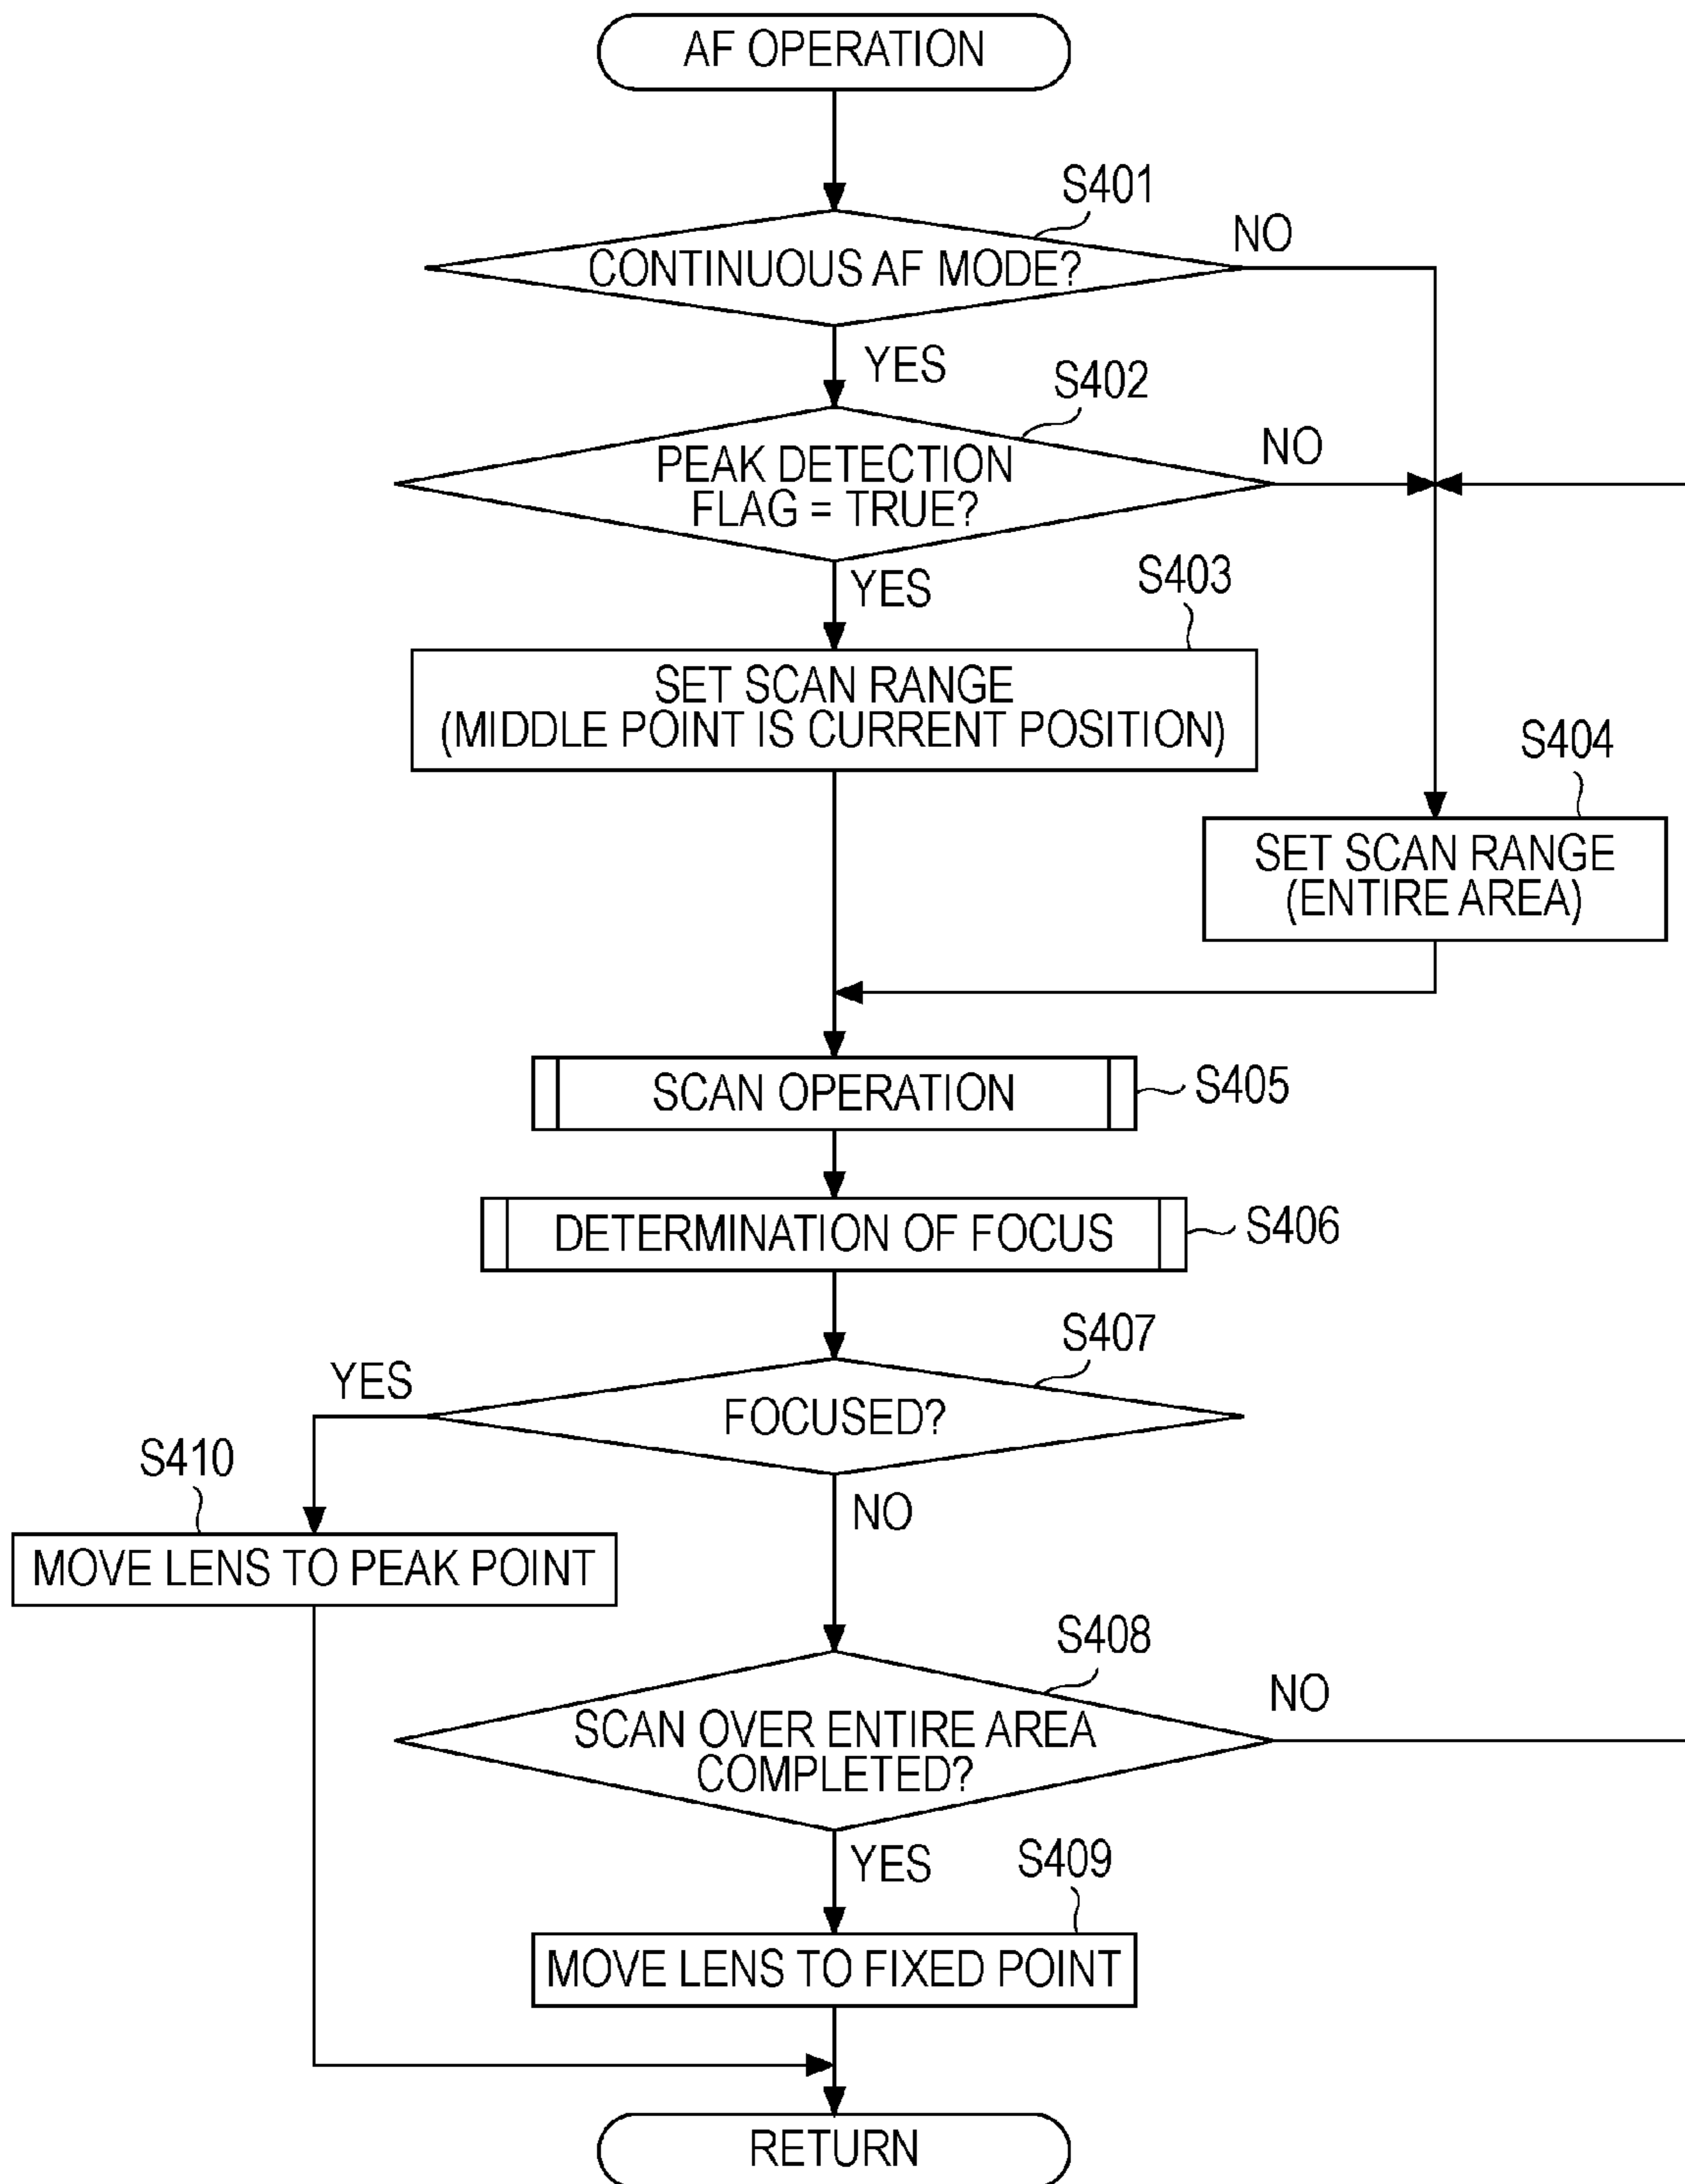 AF OPERATION
S401
CONTINUOUS AF MODE?
NO
YES
S402
PEAK DETECTION
FLAG = TRUE?
NO
YES
S403
SET SCAN RANGE
(MIDDLE POINT IS CURRENT POSITION)
S404
SET SCAN RANGE
(ENTIRE AREA)
SCAN OPERATION
S405
DETERMINATION OF FOCUS
S406
S407
YES
FOCUSED?
S410
NO
MOVE LENS TO PEAK POINT
S408
NO
SCAN OVER ENTIRE AREA
COMPLETED?
YES
S409
MOVE LENS TO FIXED POINT
RETURN